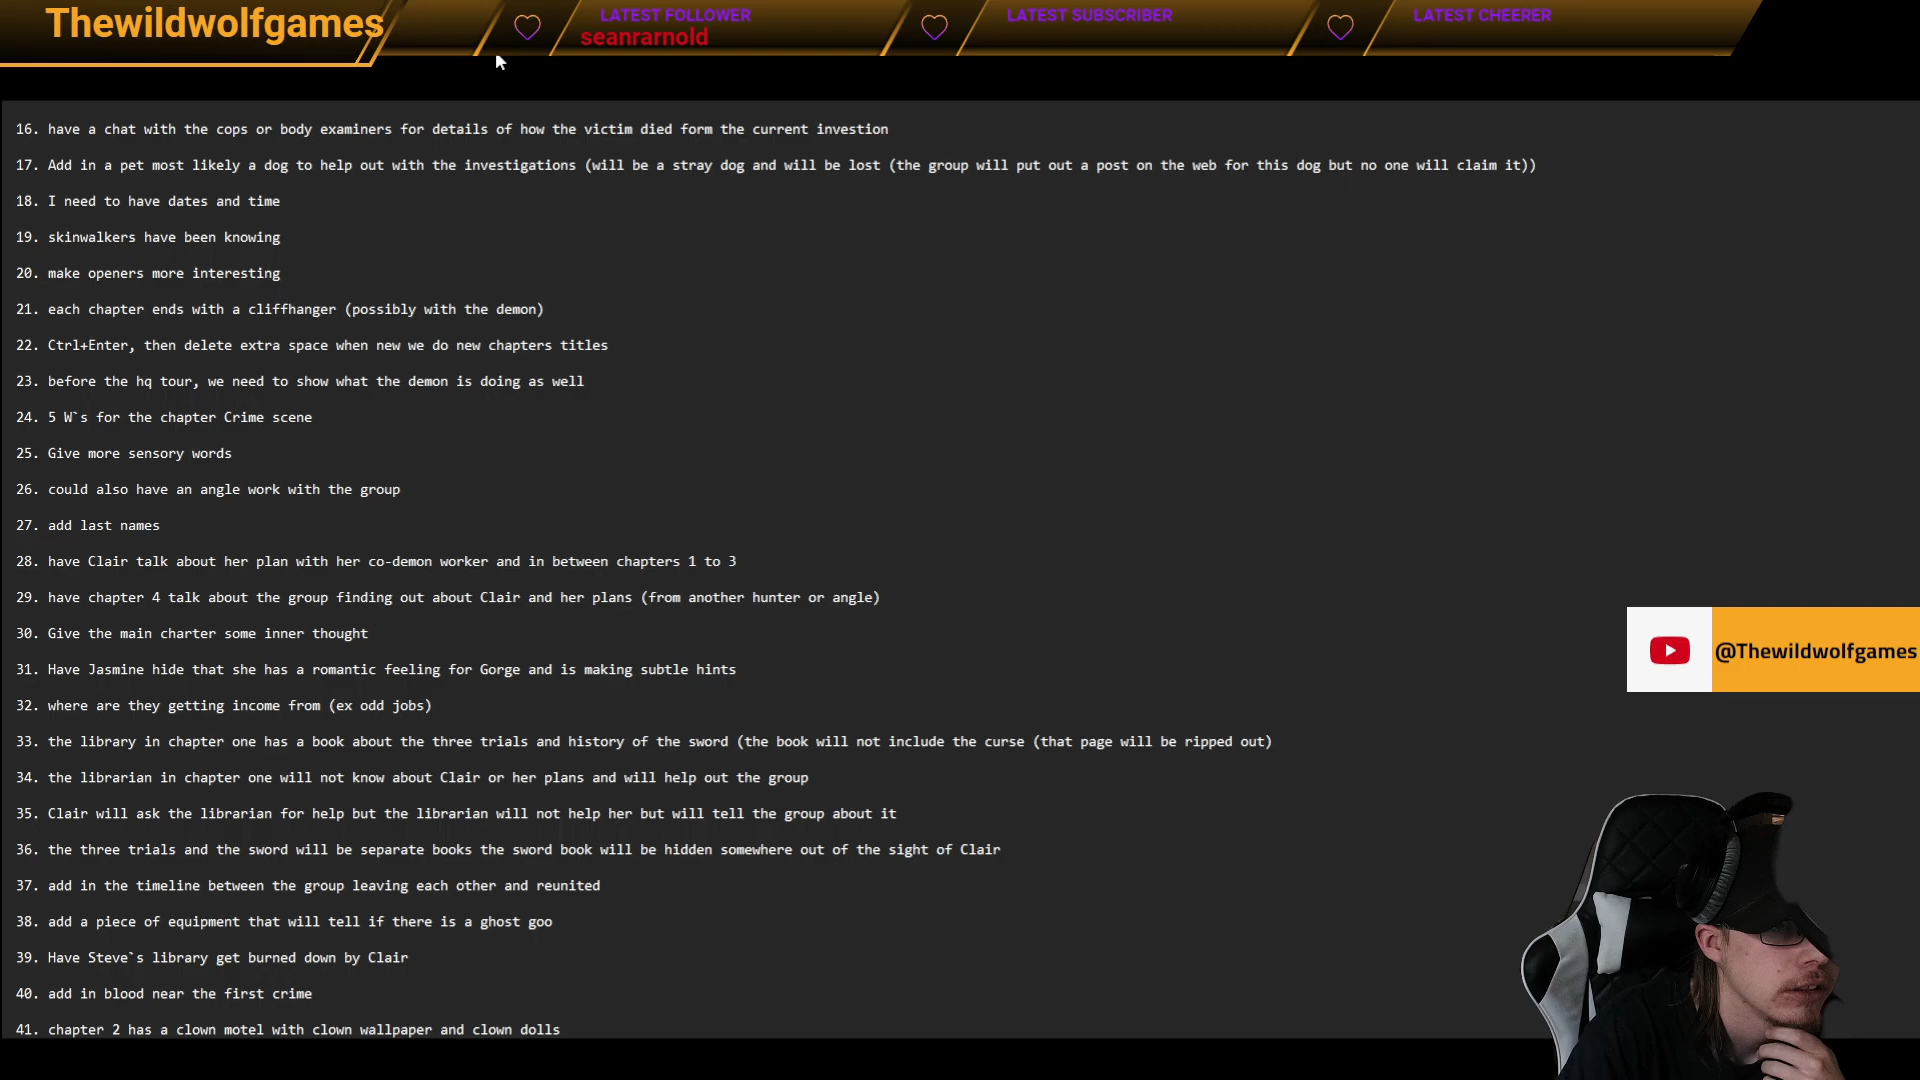 Thewildwolfgames
LATEST FOLLOWER
seanrarnold
LATEST SUBSCRIBER
LATEST CHEERER
16. have a chat with the cops or body examiners for details of how the victim died form the current investion
17. Add in a pet most likely a dog to help out with the investigations (will be a stray dog and will be lost (the group will put out a post on the web for this dog but no one will claim it))
18. I need to have dates and time
19. skinwalkers have been knowing
20. make openers more interesting
21. each chapter ends with a cliffhanger (possibly with the demon)
22. Ctrl+Enter, then delete extra space when new we do new chapters titles
23. before the hq tour, we need to show what the demon is doing as well
24. 5 W`s for the chapter Crime scene
25. Give more sensory words
26. could also have an angle work with the group
27. add last names
28. have Clair talk about her plan with her co-demon worker and in between chapters 1 to 3
29. have chapter 4 talk about the group finding out about Clair and her plans (from another hunter or angle)
30. Give the main charter some inner thought
31. Have Jasmine hide that she has a romantic feeling for Gorge and is making subtle hints
32. where are they getting income from (ex odd jobs)
33. the library in chapter one has a book about the three trials and history of the sword (the book will not include the curse (that page will be ripped out)
34. the librarian in chapter one will not know about Clair or her plans and will help out the group
35. Clair will ask the librarian for help but the librarian will not help her but will tell the group about it
36. the three trials and the sword will be separate books the sword book will be hidden somewhere out of the sight of Clair
37. add in the timeline between the group leaving each other and reunited
38. add a piece of equipment that will tell if there is a ghost goo
39. Have Steve`s library get burned down by Clair
40. add in blood near the first crime
41. chapter 2 has a clown motel with clown wallpaper and clown dolls
@Thewildwolfgames